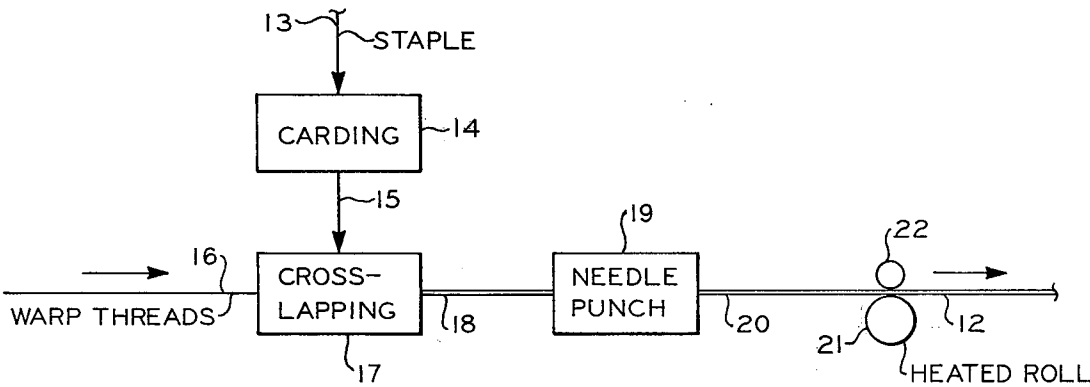 13
STAPLE
CARDING
14
15
19
22
16
CROSS-
LAPPING
NEEDLE
PUNCH
WARP THREADS
18
20
12
21
17
HEATED ROLL